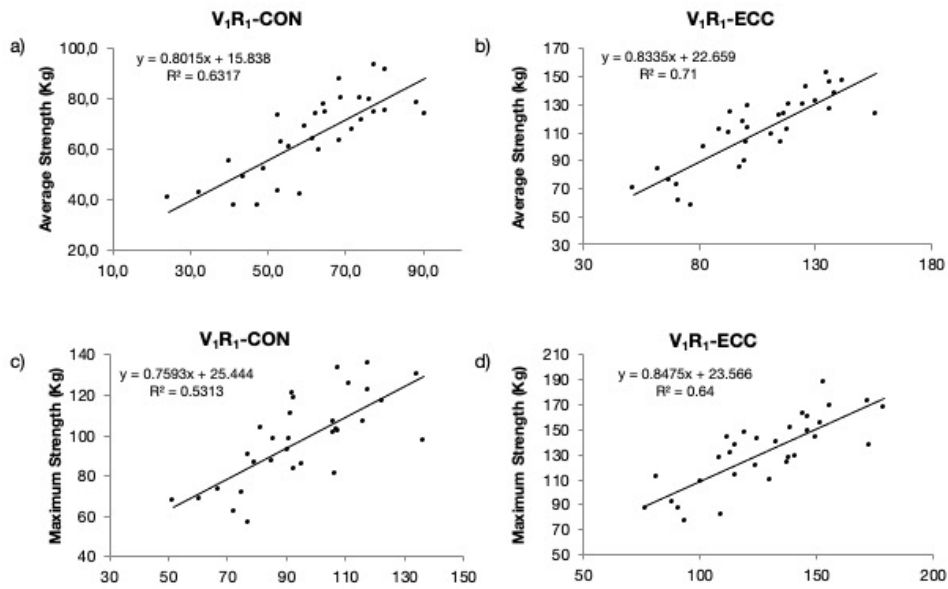 V₁R₁-CON
a)
y = 0.8015x + 15.838
R² = 0.6317
Average Strength (Kg)
100,0
80,0
60,0
40,0
20,0
10,0 30,0 50,0 70,0 90,0
V₁R₁-ECC
b)
y = 0.8335x + 22.659
R² = 0.71
Average Strength (Kg)
170
150
130
110
90
70
50
30
30 80 130 180
V₁R₁-CON
c)
y = 0.7593x + 25.444
R² = 0.5313
Maximum Strength (Kg)
140
120
100
80
60
40
30 50 70 90 110 130 150
V₁R₁-ECC
d)
y = 0.8475x + 23.566
R² = 0.64
Maximum Strength (Kg)
210
190
170
150
130
110
90
70
50
50 100 150 200